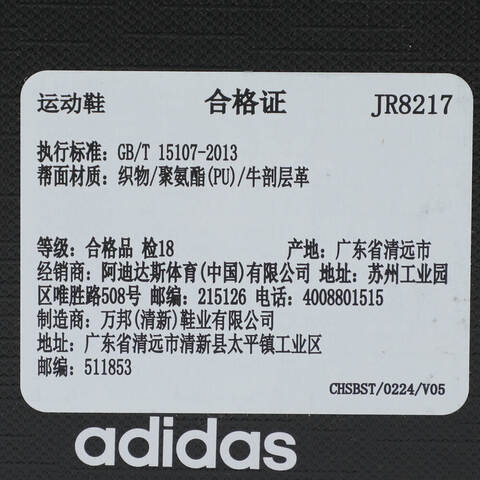 运动鞋 合格证 JR8217
执行标准: GB/T 15107-2013
帮面材质: 织物/聚氨酯(PU)/牛剖层革
等级: 合格品 检18 产地: 广东省清远市
经销商: 阿迪达斯体育(中国)有限公司 地址: 苏州工业园
区唯胜路508号 邮编: 215126 电话: 4008801515
制造商: 万邦(清新)鞋业有限公司
地址: 广东省清远市清新县太平镇工业区
邮编: 511853
CHSBST/0224/V05
adidas